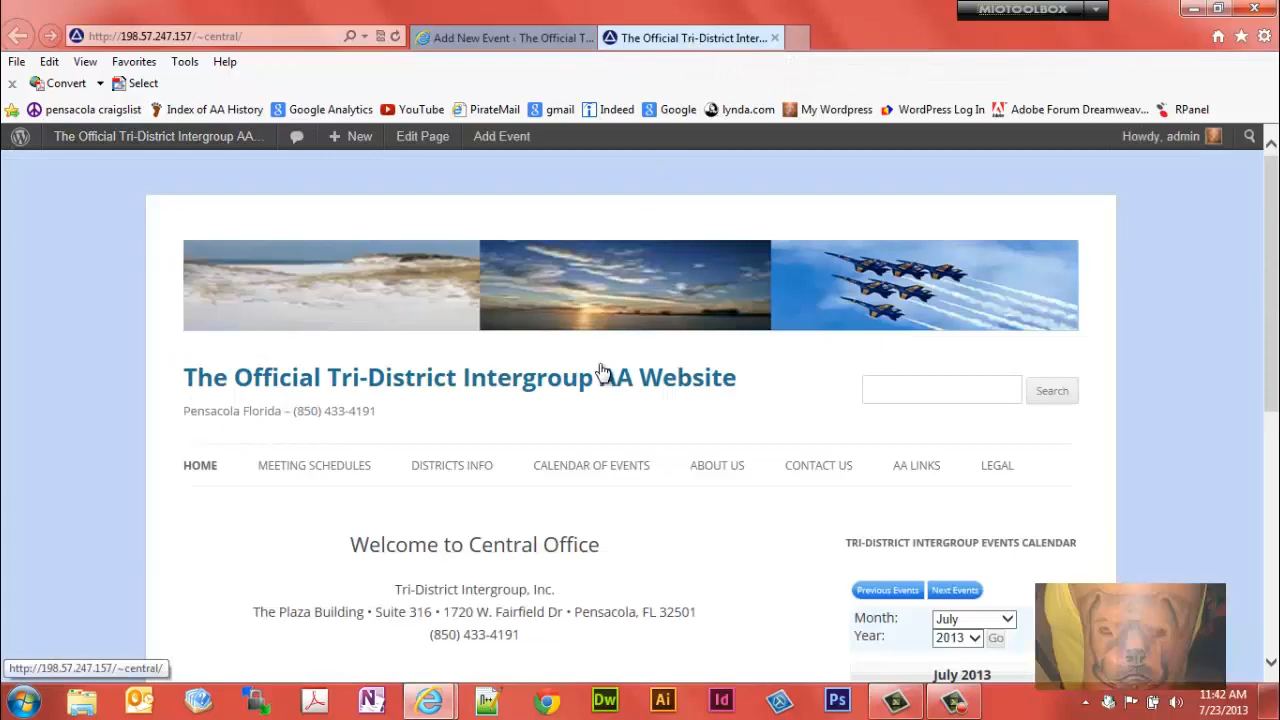 MIOTOOLBOX
http://198.57.247.157/~central/
Add New Event ‹ The Official T...
The Official Tri-District Inter...
File Edit View Favorites Tools Help
Convert Select
pensacola craigslist Index of AA History Google Analytics YouTube PirateMail gmail Indeed Google lynda.com My Wordpress WordPress Log In Adobe Forum Dreamweav... RPanel
The Official Tri-District Intergroup AA... New Edit Page Add Event Howdy, admin
The Official Tri-District Intergroup AA Website
Pensacola Florida – (850) 433-4191
Search
HOME MEETING SCHEDULES DISTRICTS INFO CALENDAR OF EVENTS ABOUT US CONTACT US AA LINKS LEGAL
Welcome to Central Office
TRI-DISTRICT INTERGROUP EVENTS CALENDAR
Tri-District Intergroup, Inc.
The Plaza Building • Suite 316 • 1720 W. Fairfield Dr • Pensacola, FL 32501
(850) 433-4191
Previous Events Next Events
Month: July
Year: 2013 Go
July 2013
http://198.57.247.157/~central/
Dw Ai Id Ps
11:42 AM
7/23/2013